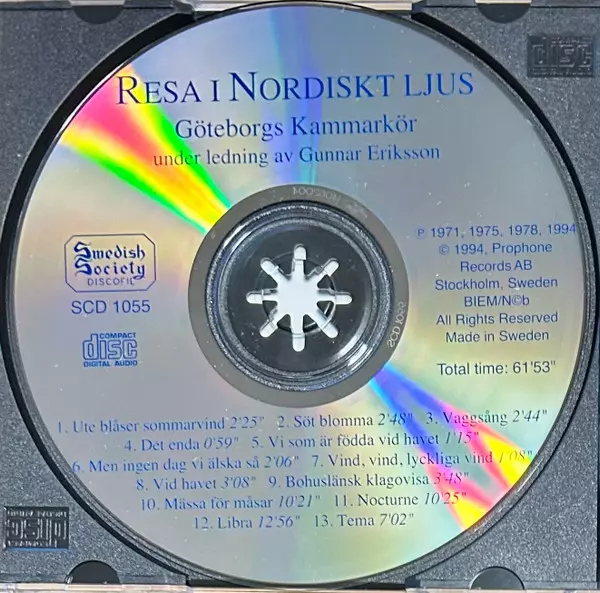 RESA I NORDISKT LJUS
Göteborgs Kammarkör
under ledning av Gunnar Eriksson
Swedish
Society
DISCOFIL
SCD 1055
COMPACT
disc
DIGITAL AUDIO
P 1971, 1975, 1978, 1994
© 1994, Prophone
Records AB
Stockholm, Sweden
BIEM/N©b
All Rights Reserved
Made in Sweden
Total time: 61'53"
1. Ute blåser sommarvind 2'25" 2. Söt blomma 2'48" 3. Vaggsång 2'44"
4. Det enda 0'59" 5. Vi som är födda vid havet 1'15"
6. Men ingen dag vi älska så 2'06" 7. Vind, vind, lyckliga vind 1'08"
8. Vid havet 3'08" 9. Bohuslänsk klagovisa 3'48"
10. Mässa för måsar 10'21" 11. Nocturne 10'25"
12. Libra 12'56" 13. Tema 7'02"
disc
disc